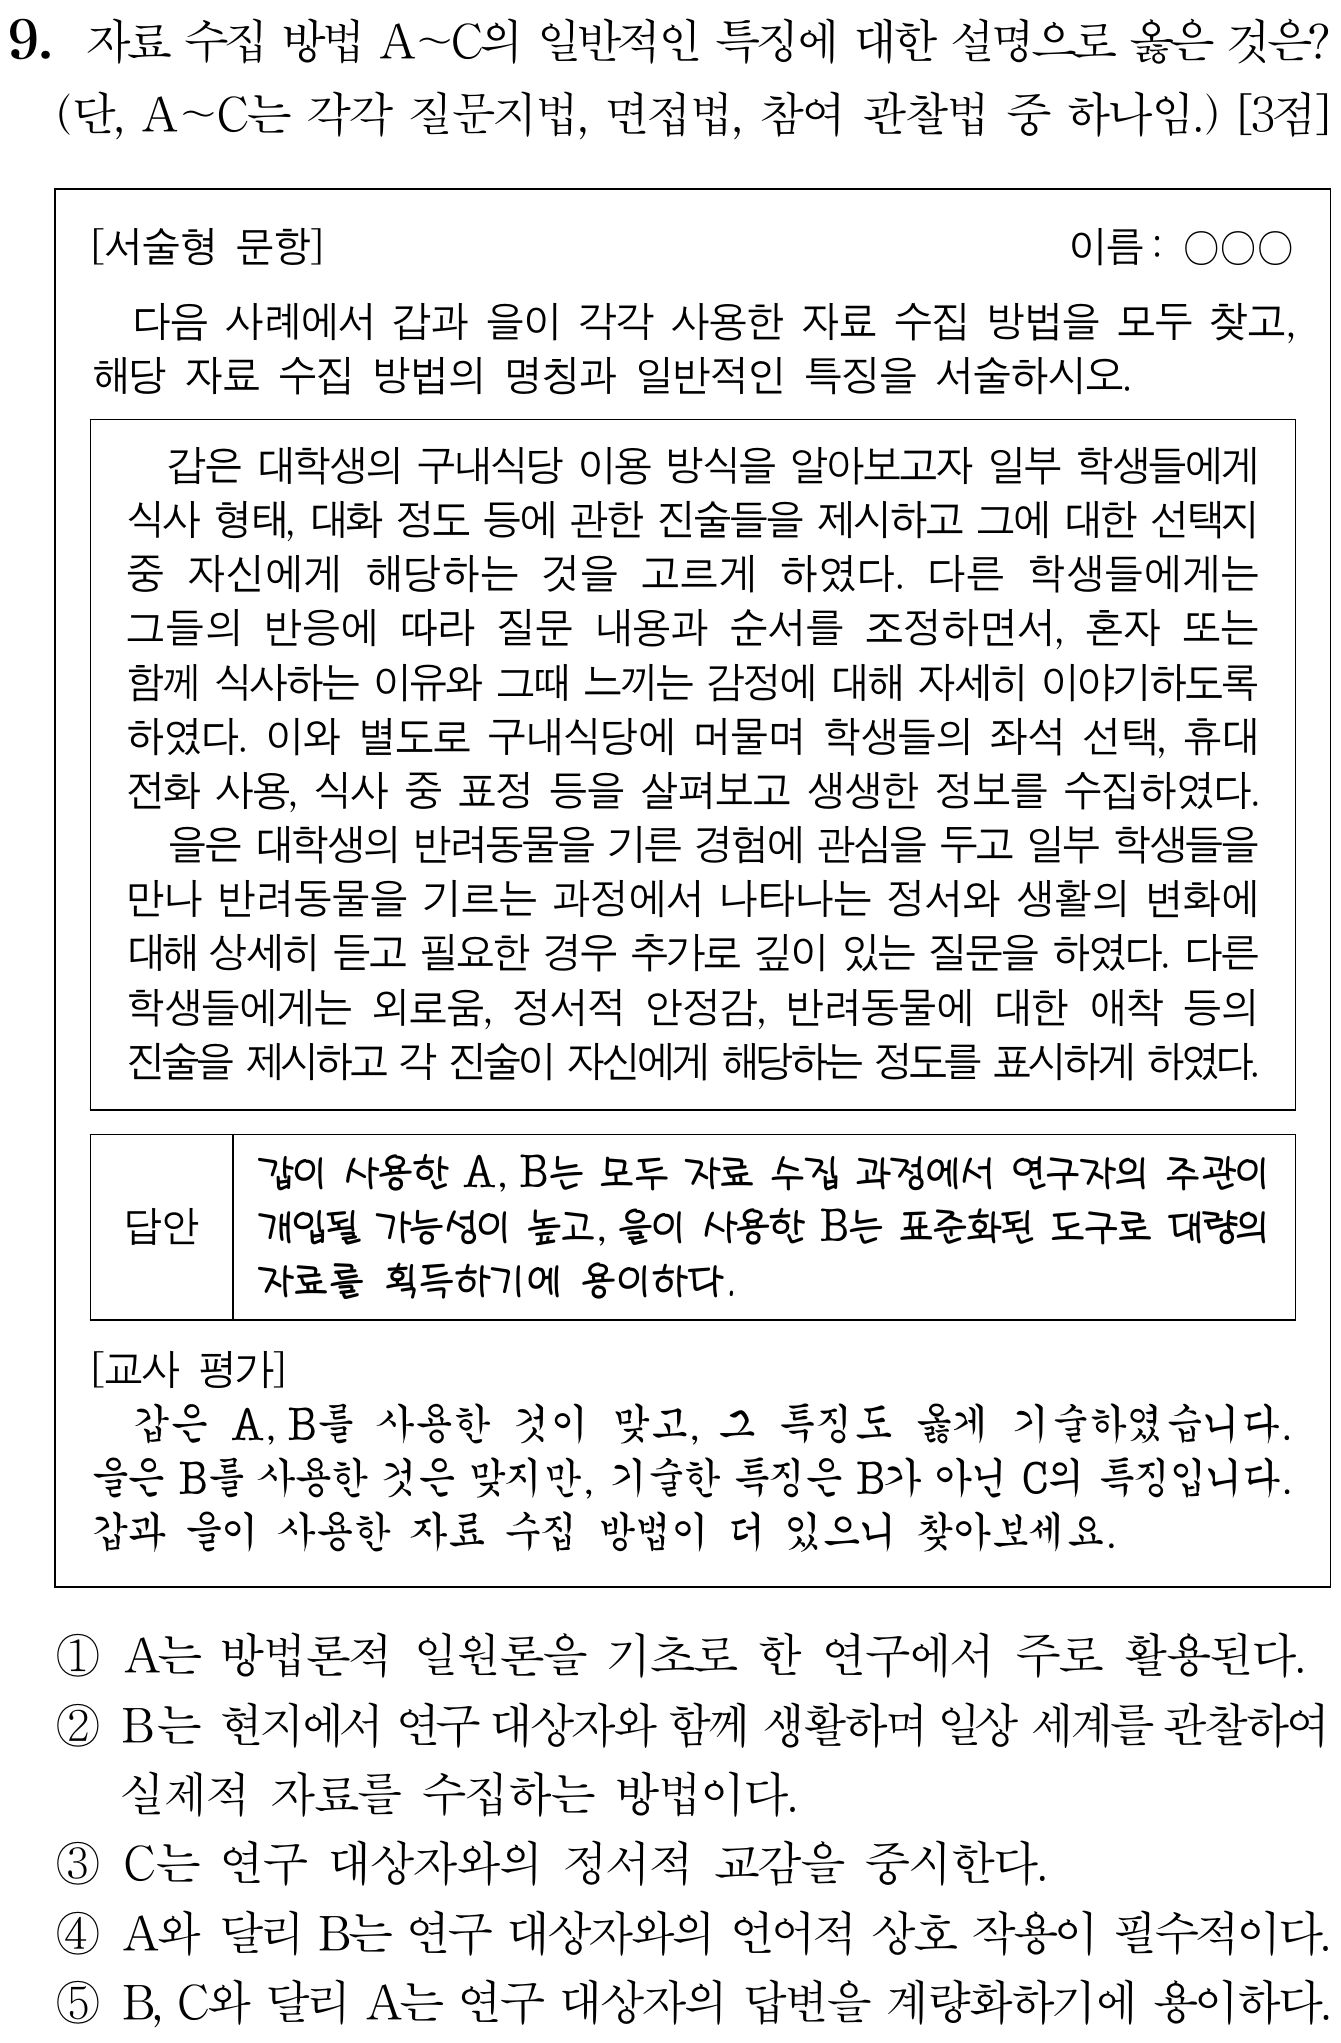 9. 자료 수집 방법 A~C의 일반적인 특징에 대한 설명으로 옳은 것은?
(단, A~C는 각각 질문지법, 면접법, 참여 관찰법 중 하나임.) [3점]
[서술형 문항] 이름 : ○○○
다음 사례에서 갑과 을이 각각 사용한 자료 수집 방법을 모두 찾고,
해당 자료 수집 방법의 명칭과 일반적인 특징을 서술하시오.
갑은 대학생의 구내식당 이용 방식을 알아보고자 일부 학생들에게
식사 형태, 대화 정도 등에 관한 진술들을 제시하고 그에 대한 선택지
중 자신에게 해당하는 것을 고르게 하였다. 다른 학생들에게는
그들의 반응에 따라 질문 내용과 순서를 조정하면서, 혼자 또는
함께 식사하는 이유와 그때 느끼는 감정에 대해 자세히 이야기하도록
하였다. 이와 별도로 구내식당에 머물며 학생들의 좌석 선택, 휴대
전화 사용, 식사 중 표정 등을 살펴보고 생생한 정보를 수집하였다.
을은 대학생의 반려동물을 기른 경험에 관심을 두고 일부 학생들을
만나 반려동물을 기르는 과정에서 나타나는 정서와 생활의 변화에
대해 상세히 듣고 필요한 경우 추가로 깊이 있는 질문을 하였다. 다른
학생들에게는 외로움, 정서적 안정감, 반려동물에 대한 애착 등의
진술을 제시하고 각 진술이 자신에게 해당하는 정도를 표시하게 하였다.
답안
갑이 사용한 A, B는 모두 자료 수집 과정에서 연구자의 주관이
개입될 가능성이 높고, 을이 사용한 B는 표준화된 도구로 대량의
자료를 획득하기에 용이하다.
[교사 평가]
갑은 A, B를 사용한 것이 맞고, 그 특징도 옳게 기술하였습니다.
을은 B를 사용한 것은 맞지만, 기술한 특징은 B가 아닌 C의 특징입니다.
갑과 을이 사용한 자료 수집 방법이 더 있으니 찾아보세요.
① A는 방법론적 일원론을 기초로 한 연구에서 주로 활용된다.
② B는 현지에서 연구 대상자와 함께 생활하며 일상 세계를 관찰하여
실제적 자료를 수집하는 방법이다.
③ C는 연구 대상자와의 정서적 교감을 중시한다.
④ A와 달리 B는 연구 대상자와의 언어적 상호 작용이 필수적이다.
⑤ B, C와 달리 A는 연구 대상자의 답변을 계량화하기에 용이하다.